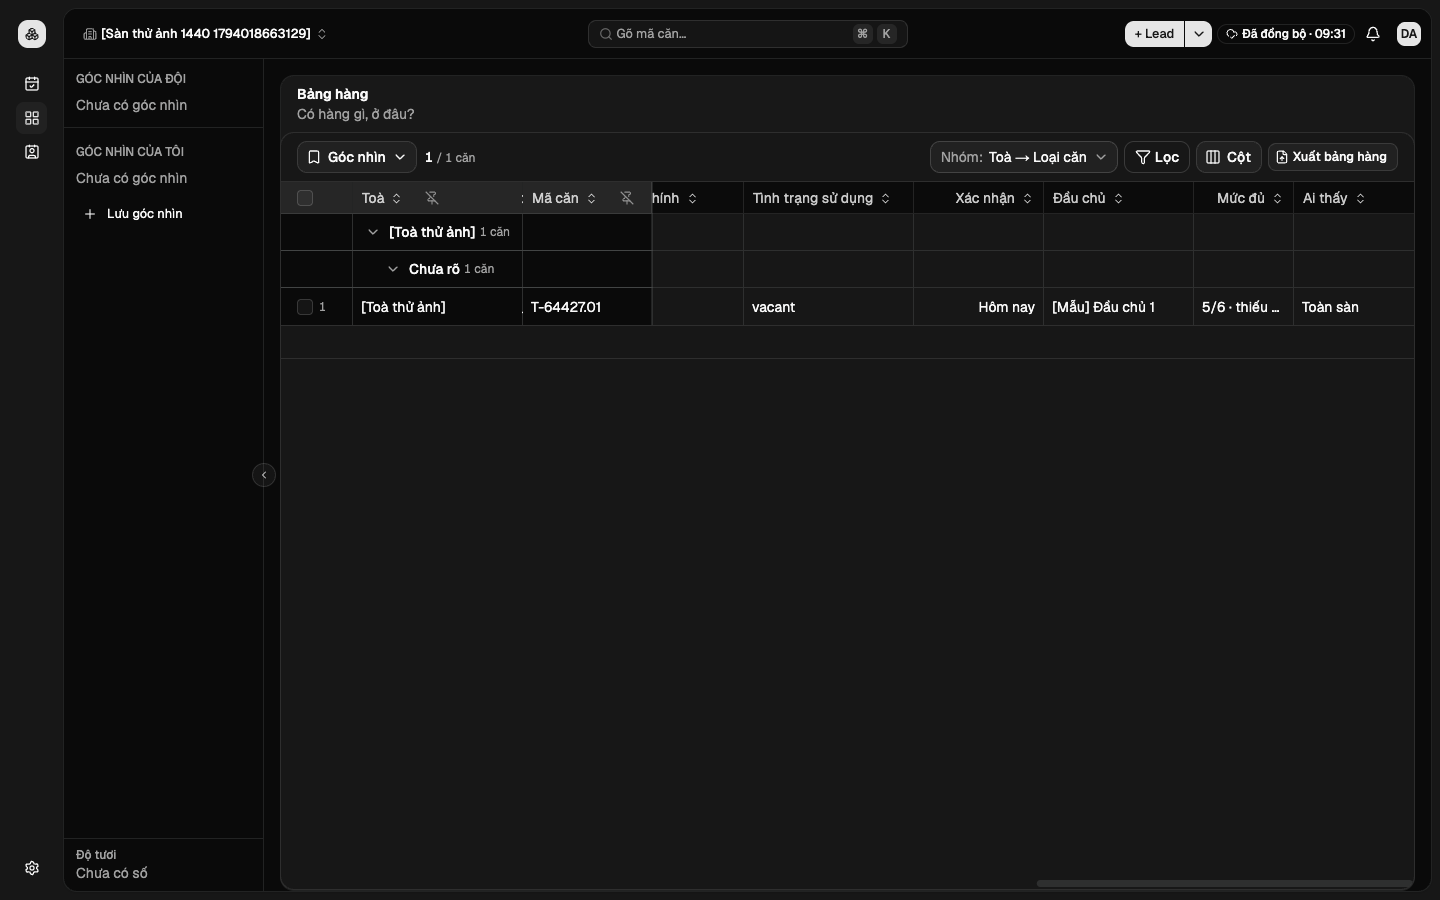 [Sàn thử ảnh 1440 1794018663129]
Gõ mã căn...
⌘ K
+ Lead
Đã đồng bộ · 09:31
DA
GÓC NHÌN CỦA ĐỘI
Chưa có góc nhìn
GÓC NHÌN CỦA TÔI
Chưa có góc nhìn
+ Lưu góc nhìn
Độ tươi
Chưa có số
Bảng hàng
Có hàng gì, ở đâu?
Góc nhìn
1 / 1 căn
Nhóm: Toà → Loại căn
Lọc
Cột
Xuất bảng hàng
Toà Mã căn hính Tình trạng sử dụng Xác nhận Đầu chủ Mức đủ Ai thấy
[Toà thử ảnh] 1 căn
Chưa rõ 1 căn
1 [Toà thử ảnh] T-64427.01 vacant Hôm nay [Mẫu] Đầu chủ 1 5/6 · thiếu ... Toàn sàn